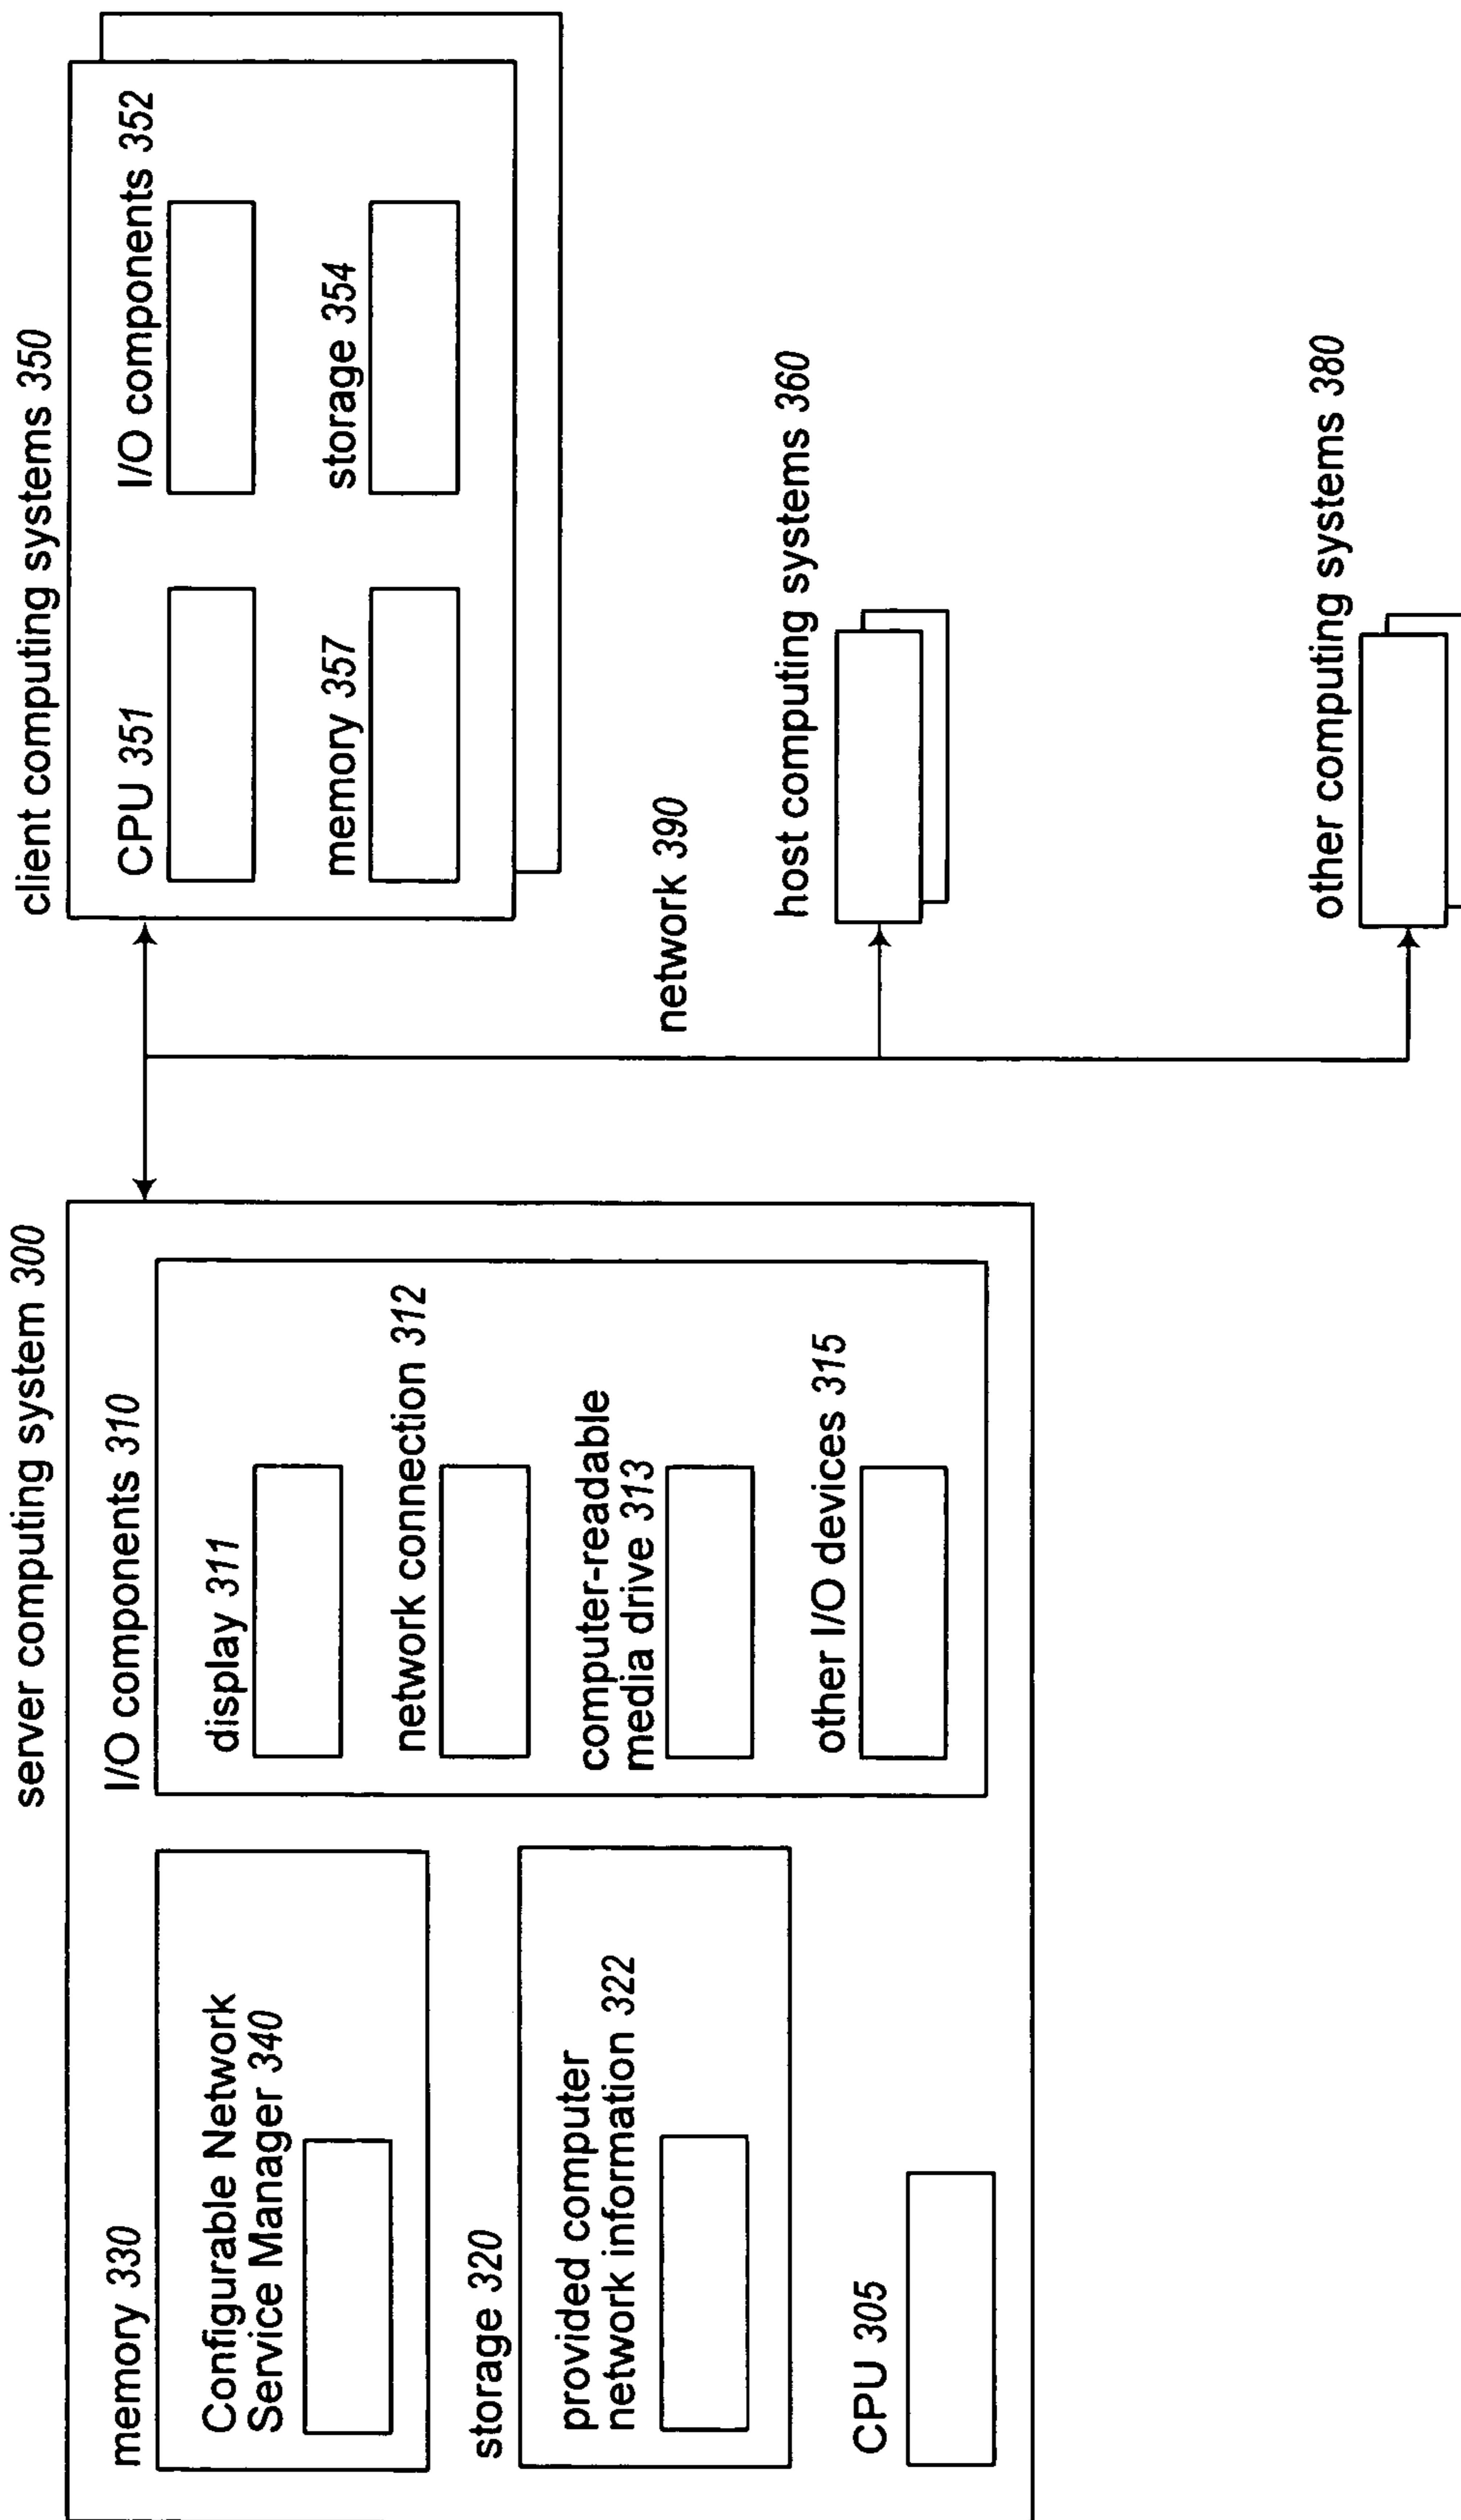 server computing system 300
memory 330
Configurable Network
Service Manager 340
storage 320
provided computer
network information 322
CPU 305
I/O components 310
display 311
network connection 312
computer-readable
media drive 313
other I/O devices 315
client computing systems 350
CPU 351
I/O components 352
memory 357
storage 354
network 390
host computing systems 360
other computing systems 380